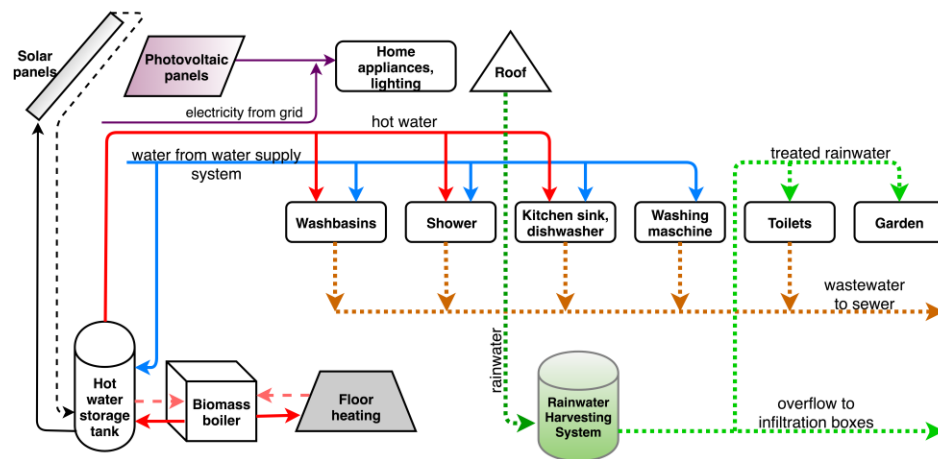 Solar
panels
Photovoltaic
panels
Home
appliances,
lighting
Roof
electricity from grid
hot water
water from water supply
system
treated rainwater
Washbasins
Shower
Kitchen sink,
dishwasher
Washing
maschine
Toilets
Garden
wastewater
to sewer
rainwater
Hot
water
storage
tank
Biomass
boiler
Floor
heating
Rainwater
Harvesting
System
overflow to
infiltration boxes